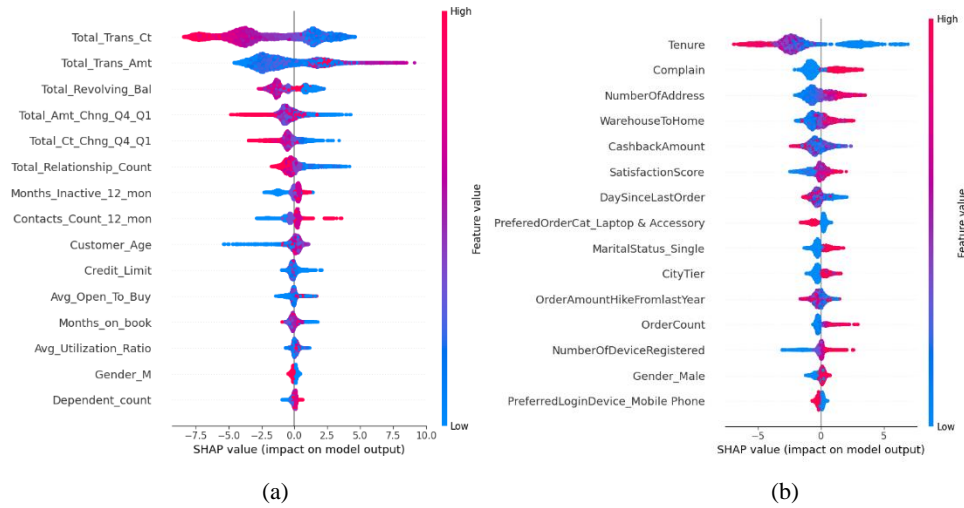 Total_Trans_Ct
Total_Trans_Amt
Total_Revolving_Bal
Total_Amt_Chng_Q4_Q1
Total_Ct_Chng_Q4_Q1
Total_Relationship_Count
Months_Inactive_12_mon
Contacts_Count_12_mon
Customer_Age
Credit_Limit
Avg_Open_To_Buy
Months_on_book
Avg_Utilization_Ratio
Gender_M
Dependent_count
−7.5 −5.0 −2.5 0.0 2.5 5.0 7.5 10.0
SHAP value (impact on model output)
High
Feature value
Low
(a)
Tenure
Complain
NumberOfAddress
WarehouseToHome
CashbackAmount
SatisfactionScore
DaySinceLastOrder
PreferedOrderCat_Laptop & Accessory
MaritalStatus_Single
CityTier
OrderAmountHikeFromlastYear
OrderCount
NumberOfDeviceRegistered
Gender_Male
PreferredLoginDevice_Mobile Phone
−5 0 5
SHAP value (impact on model output)
High
Feature value
Low
(b)